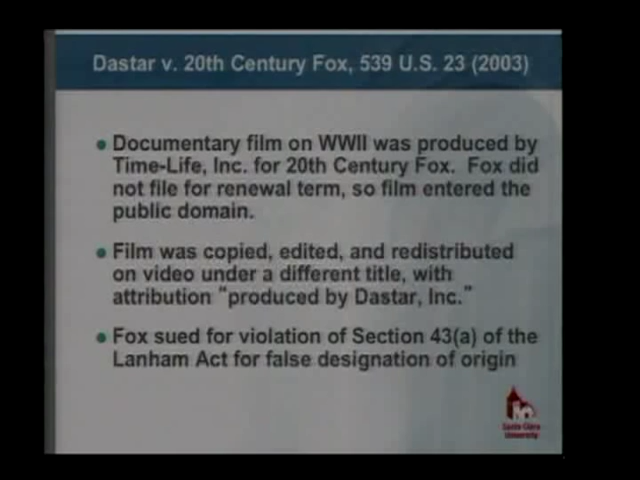 Dastar v. 20th Century Fox, 539 U.S. 23 (2003)
• Documentary film on WWII was produced by
Time-Life, Inc. for 20th Century Fox. Fox did
not file for renewal term, so film entered the
public domain.
• Film was copied, edited, and redistributed
on video under a different title, with
attribution "produced by Dastar, Inc."
• Fox sued for violation of Section 43(a) of the
Lanham Act for false designation of origin
Santa Clara
University